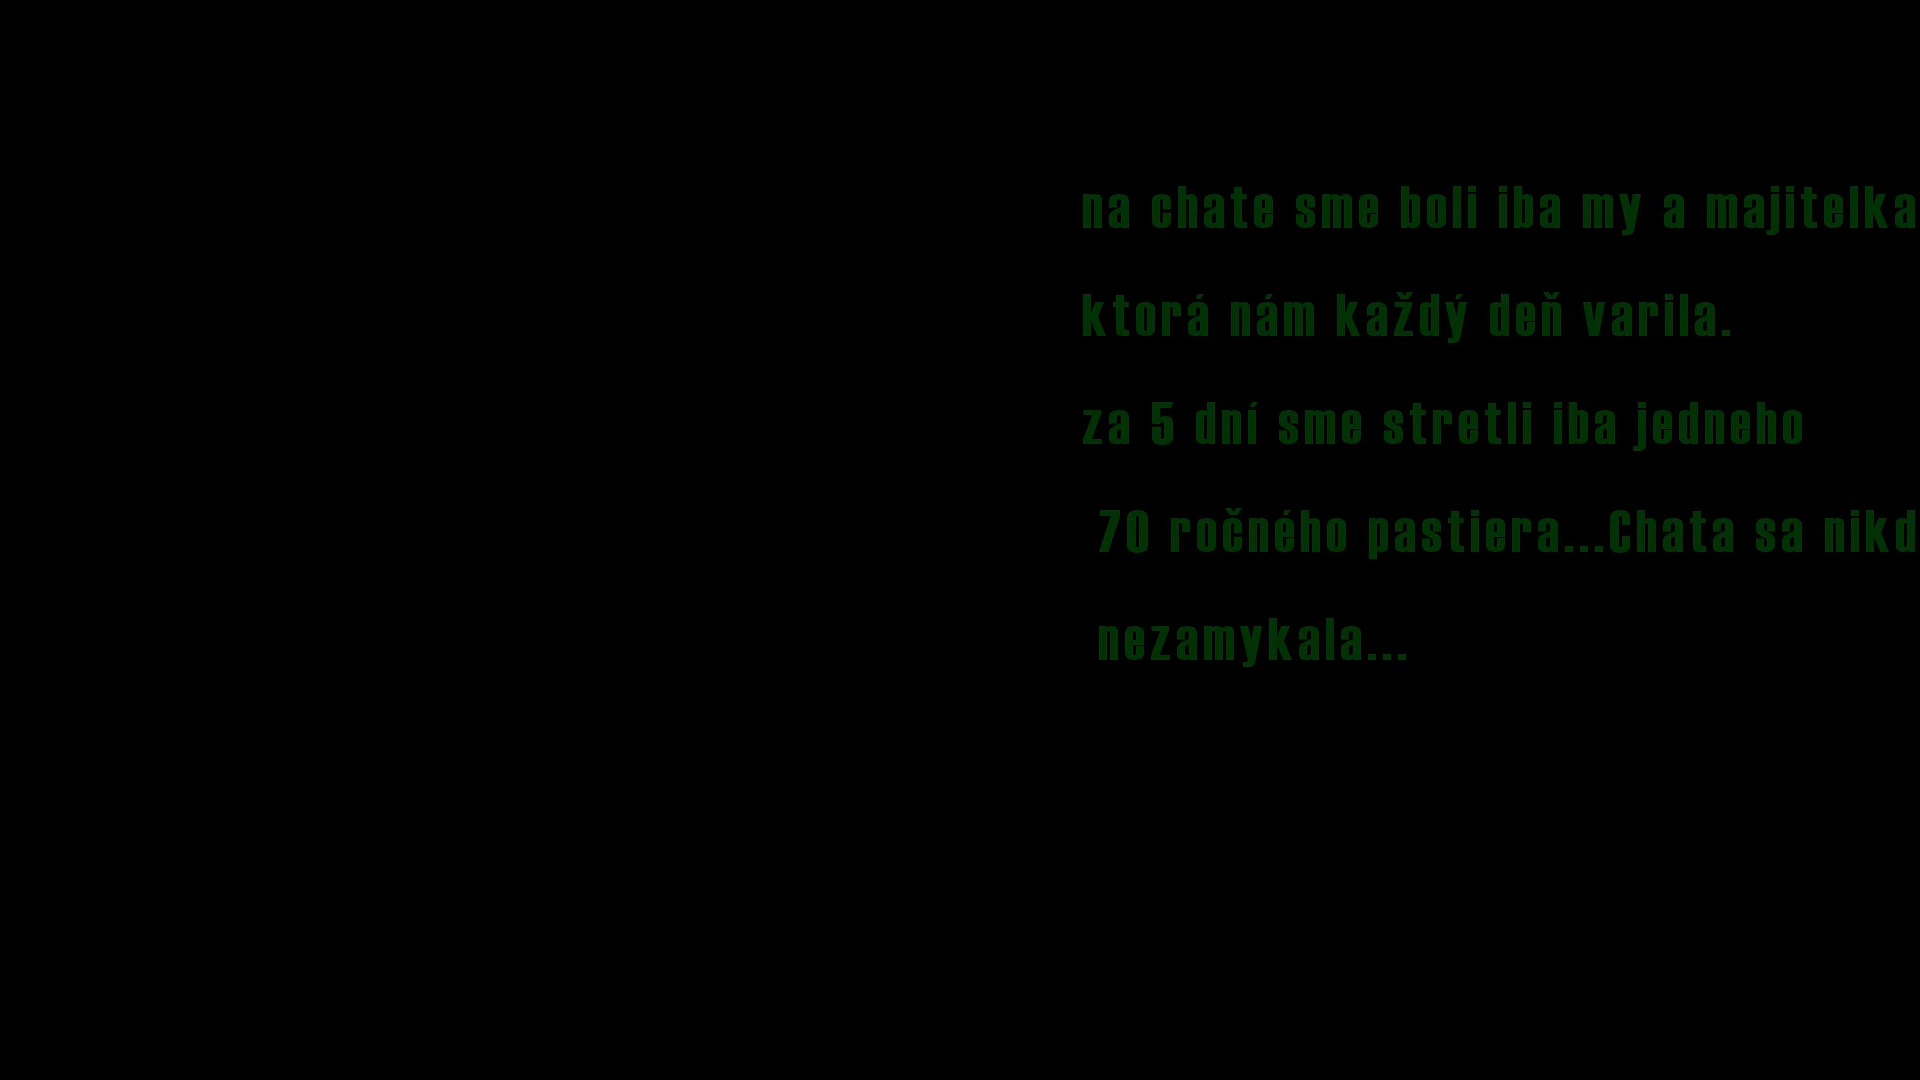 na chate sme boli iba my a majitelka
ktorá nám každý deň varila.
za 5 dní sme stretli iba jedneho
70 ročného pastiera...Chata sa nikd
nezamykala...